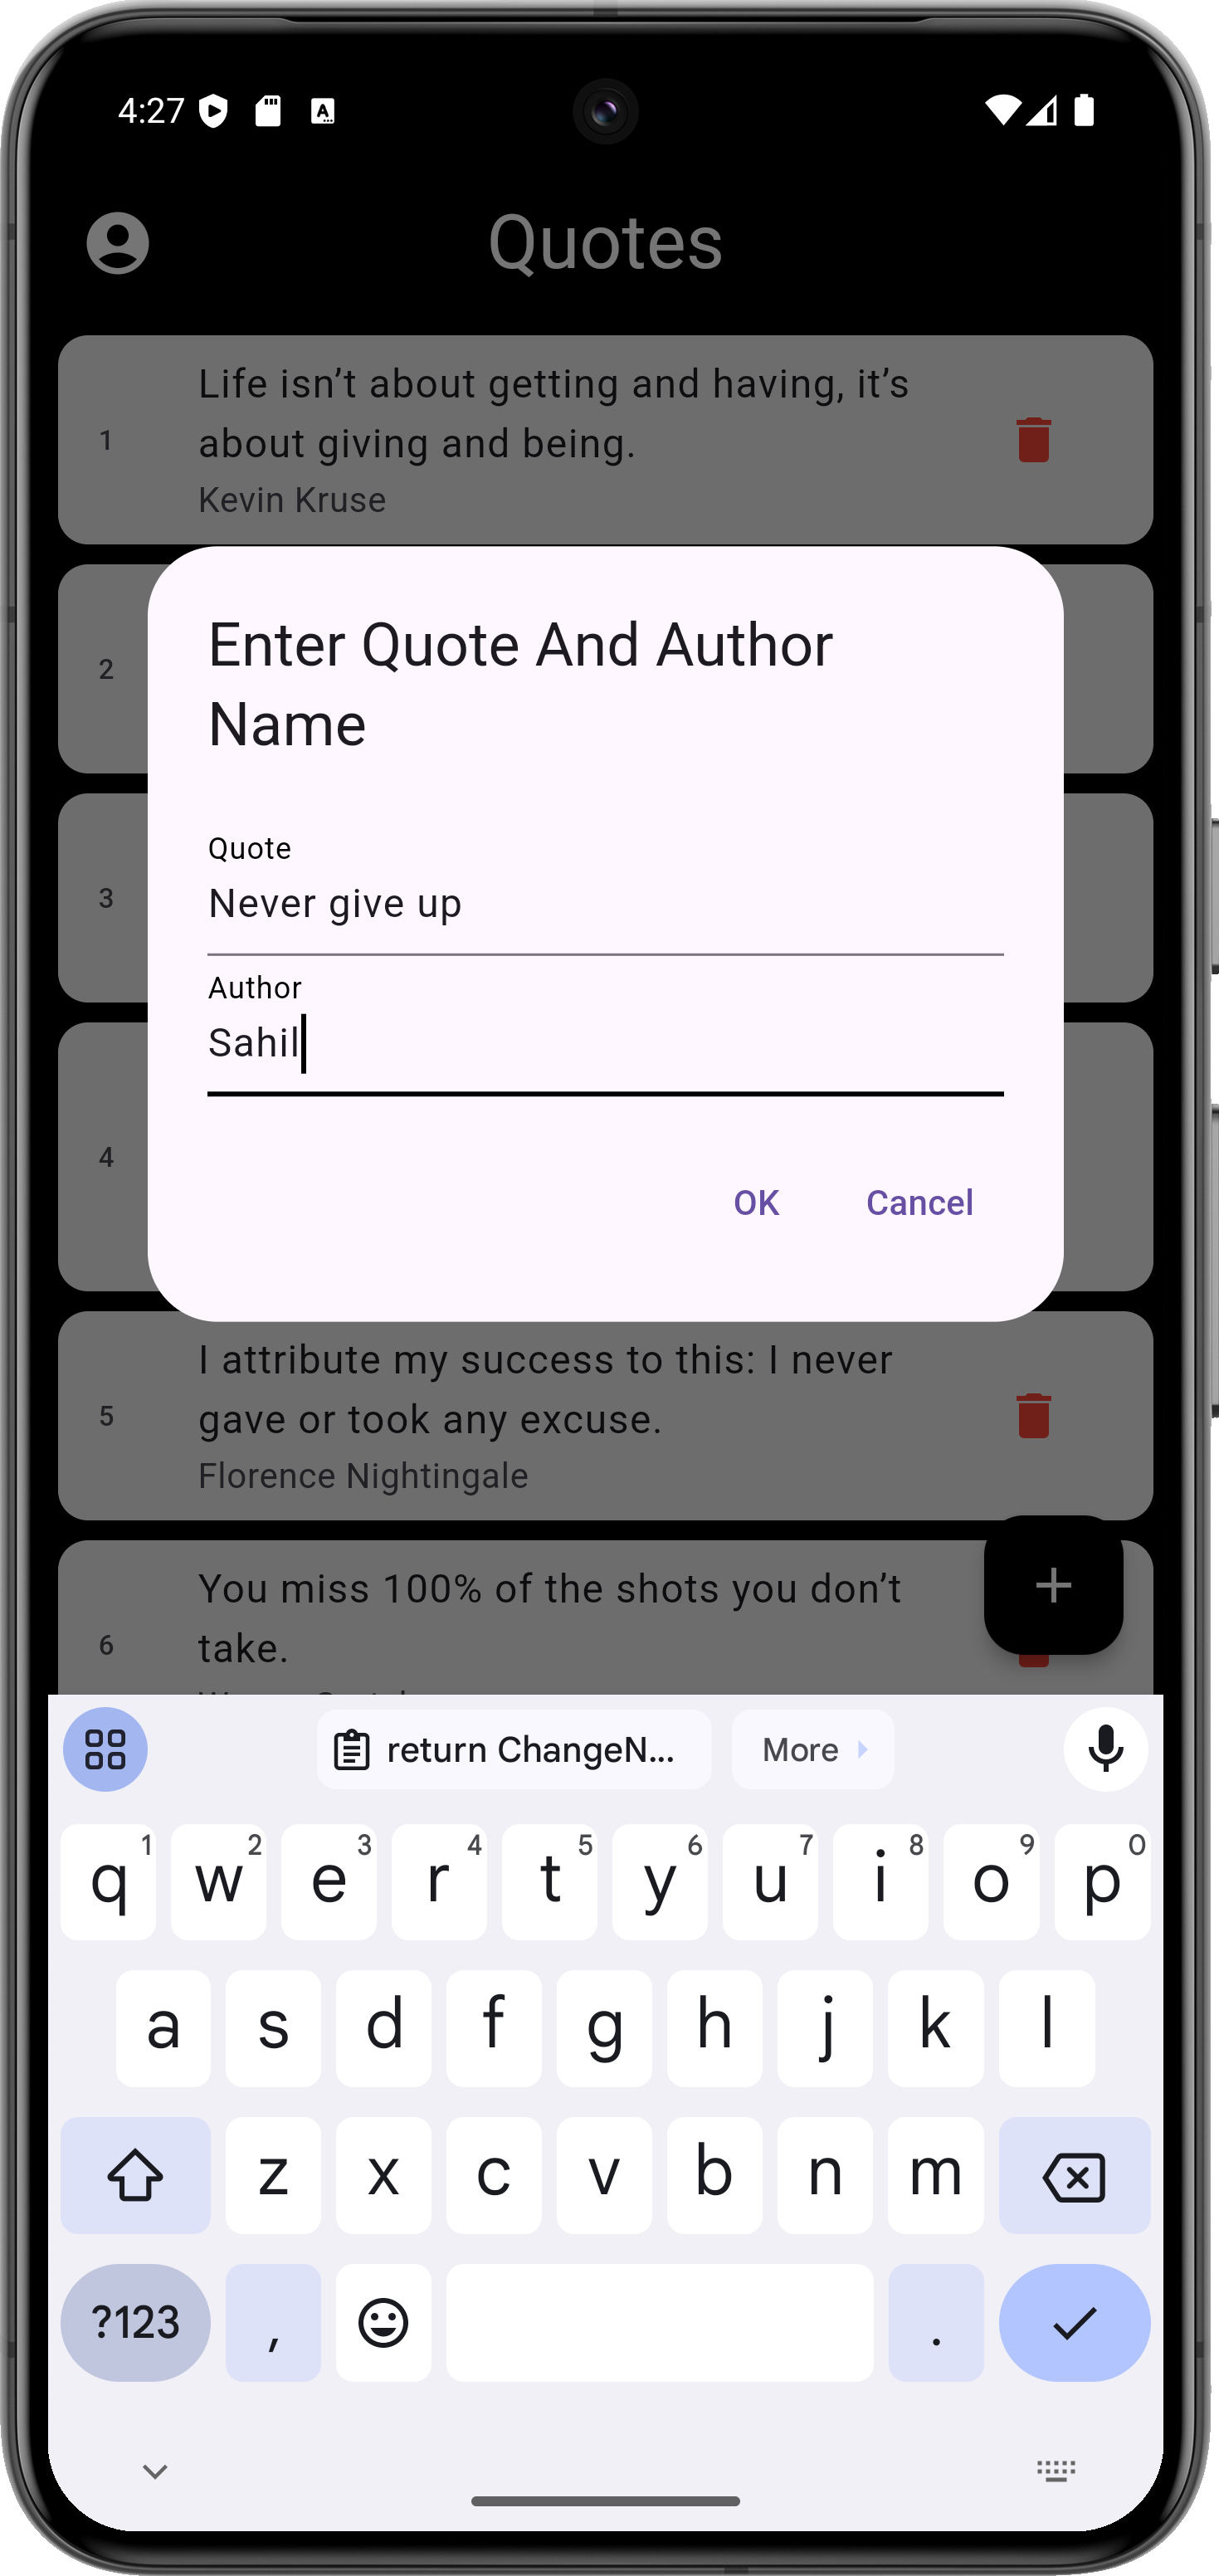 4:27
Quotes
Life isn’t about getting and having, it’s
1
about giving and being.
Kevin Kruse
2
3
4
Enter Quote And Author
Name
Quote
Never give up
Author
Sahil
OK Cancel
I attribute my success to this: I never
5
gave or took any excuse.
Florence Nightingale
You miss 100% of the shots you don’t
6
take.
+
return ChangeN... More
q 1 w 2 e 3 r 4 t 5 y 6 u 7 i 8 o 9 p 0
a s d f g h j k l
z x c v b n m
?123 , .